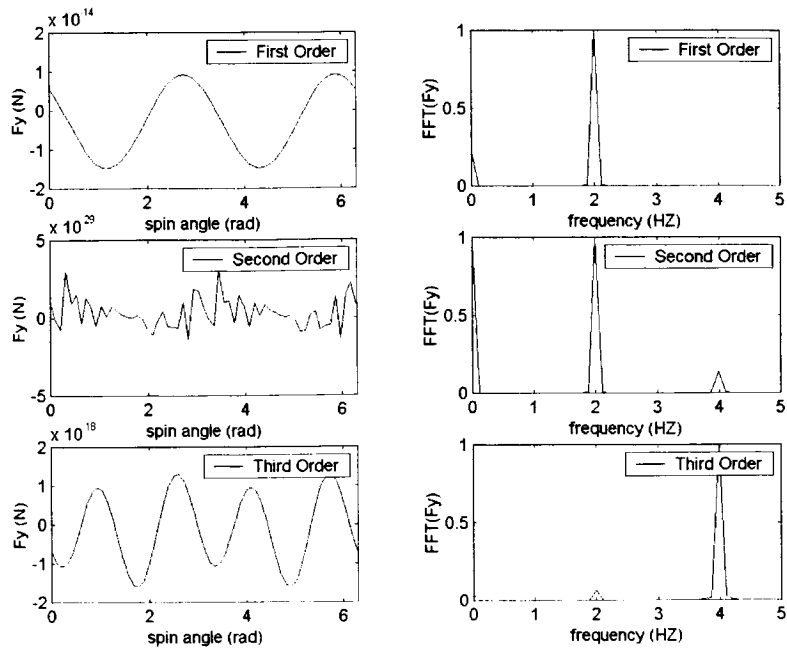 x 10^14
First Order
Fy (N)
2
1
0
-1
-2
0 2 4 6
spin angle (rad)
First Order
FFT(Fy)
1
0.5
0
0 1 2 3 4 5
frequency (HZ)
x 10^29
Second Order
Fy (N)
5
0
-5
0 2 4 6
spin angle (rad)
Second Order
FFT(Fy)
1
0.5
0
0 1 2 3 4 5
frequency (HZ)
x 10^18
Third Order
Fy (N)
2
1
0
-1
-2
0 2 4 6
spin angle (rad)
Third Order
FFT(Fy)
1
0.5
0
0 1 2 3 4 5
frequency (HZ)